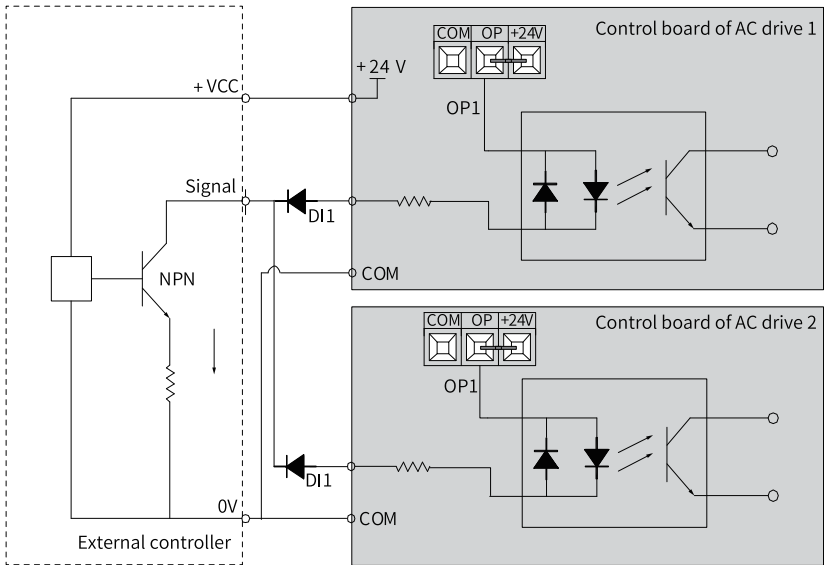 Control board of AC drive 1
COM OP +24V
+24 V
+ VCC
OP1
Signal
DI1
NPN
COM
Control board of AC drive 2
COM OP +24V
OP1
DI1
0V
COM
External controller